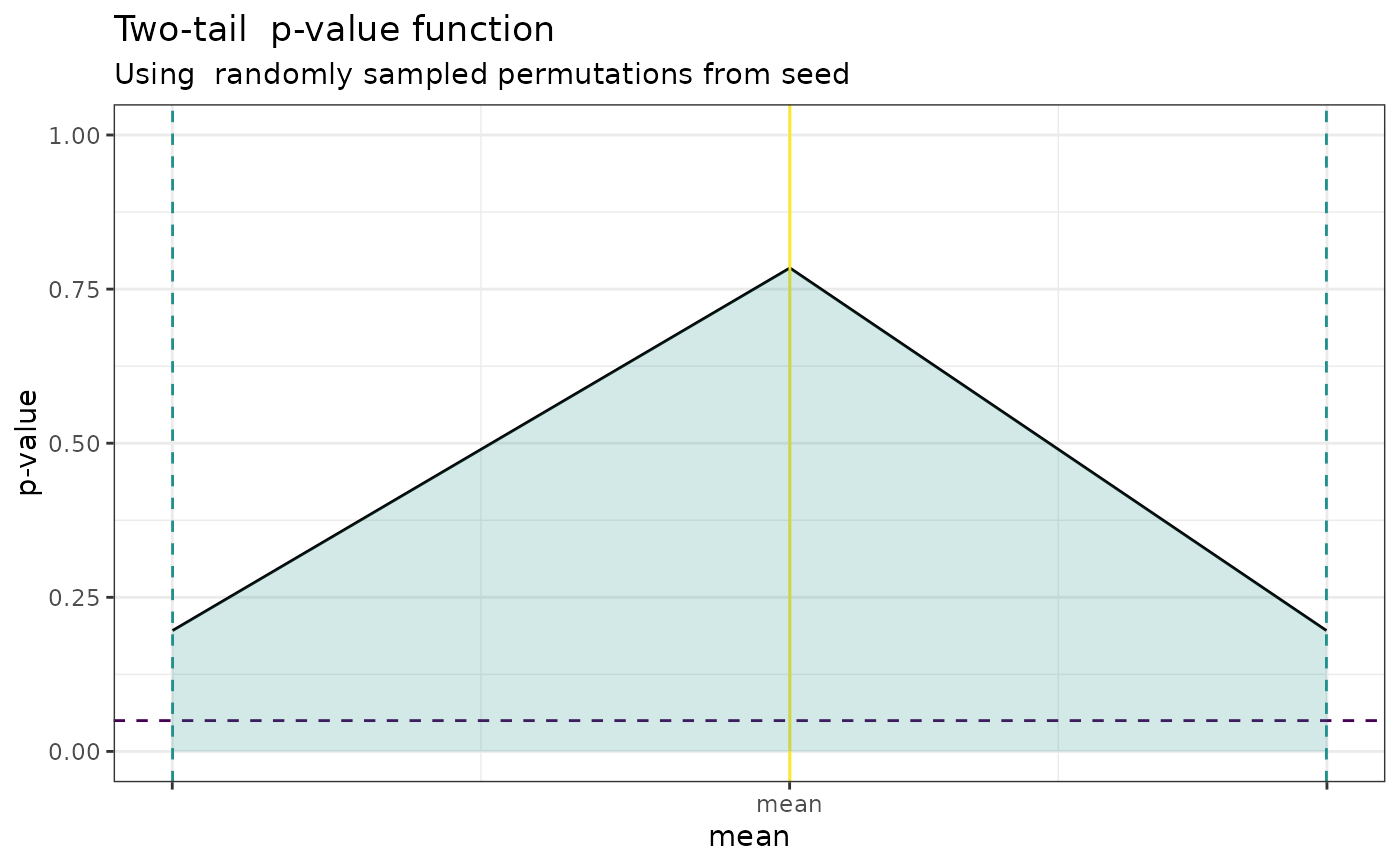 Two-tail  p-value function
Using  randomly sampled permutations from seed
1.00
0.75
0.50
0.25
0.00
p-value
mean
mean